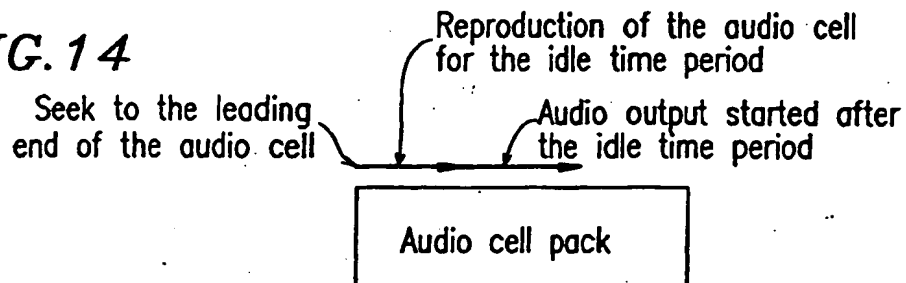 G. 14
Reproduction of the audio cell
for the idle time period
Seek to the leading
end of the audio cell
Audio output started after
the idle time period
Audio cell pack